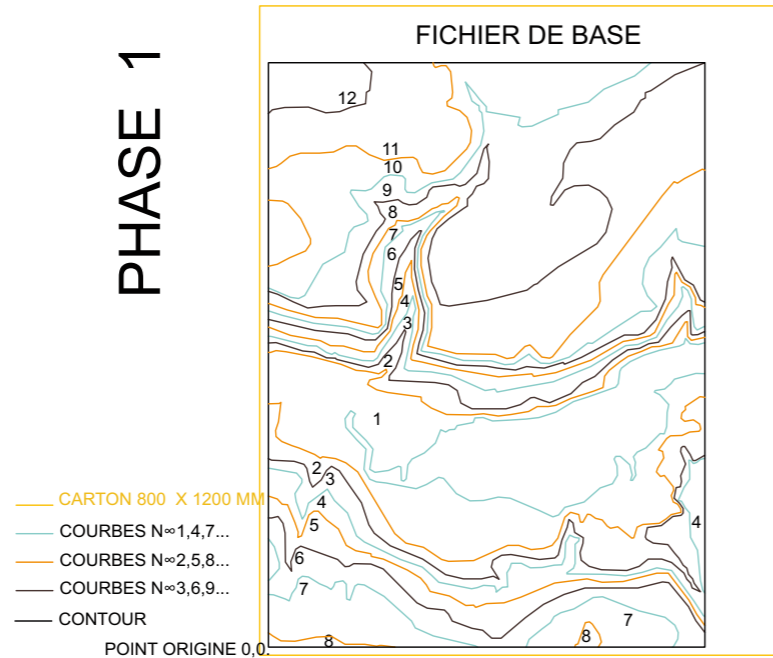 PHASE 1
FICHIER DE BASE
12
11
10
9
8
7
6
5
4
3
2
1
2
3
4
5
6
7
8
4
7
8
CARTON 800 X 1200 MM
COURBES N∞1,4,7...
COURBES N∞2,5,8...
COURBES N∞3,6,9...
CONTOUR
POINT ORIGINE 0,0.